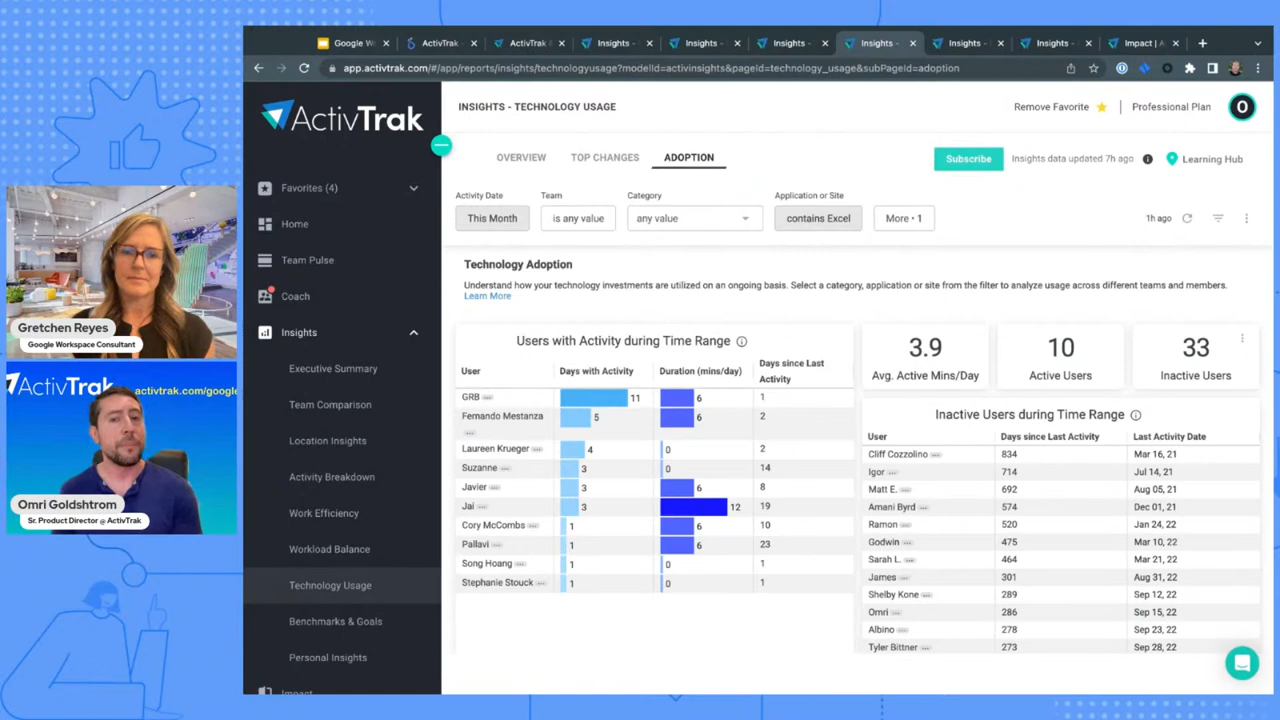 Google W
ActivTrak
ActivTrak &
Insights -
Insights -
Insights -
Insights -
Insights -
Insights -
Impact | A
app.activtrak.com/#/app/reports/insights/technologyusage?modelId=activinsights&pageId=technology_usage&subPageId=adoption
ActivTrak
Favorites (4)
Home
Team Pulse
Coach
Insights
Executive Summary
Team Comparison
Location Insights
Activity Breakdown
Work Efficiency
Workload Balance
Technology Usage
Benchmarks & Goals
Personal Insights
Impact
INSIGHTS - TECHNOLOGY USAGE
Remove Favorite
Professional Plan
O
OVERVIEW
TOP CHANGES
ADOPTION
Subscribe
Insights data updated 7h ago
Learning Hub
Activity Date
Team
Category
Application or Site
This Month
is any value
any value
contains Excel
More • 1
1h ago
Technology Adoption
Understand how your technology investments are utilized on an ongoing basis. Select a category, application or site from the filter to analyze usage across different teams and members.
Learn More
Users with Activity during Time Range
User Days with Activity Duration (mins/day) Days since Last Activity
GRB 11 6 1
Fernando Mestanza 5 6 2
Laureen Krueger 4 0 2
Suzanne 3 0 14
Javier 3 6 8
Jai 3 12 19
Cory McCombs 1 6 10
Pallavi 1 6 23
Song Hoang 1 0 1
Stephanie Stouck 1 0 1
3.9
Avg. Active Mins/Day
10
Active Users
33
Inactive Users
Inactive Users during Time Range
User Days since Last Activity Last Activity Date
Cliff Cozzolino 834 Mar 16, 21
Igor 714 Jul 14, 21
Matt E. 692 Aug 05, 21
Amani Byrd 574 Dec 01, 21
Ramon 520 Jan 24, 22
Godwin 475 Mar 10, 22
Sarah L. 464 Mar 21, 22
James 301 Aug 31, 22
Shelby Kone 289 Sep 12, 22
Omri 286 Sep 15, 22
Albino 278 Sep 23, 22
Tyler Bittner 273 Sep 28, 22
Gretchen Reyes
Google Workspace Consultant
ActivTrak
activtrak.com/google
Omri Goldshtrom
Sr. Product Director @ ActivTrak